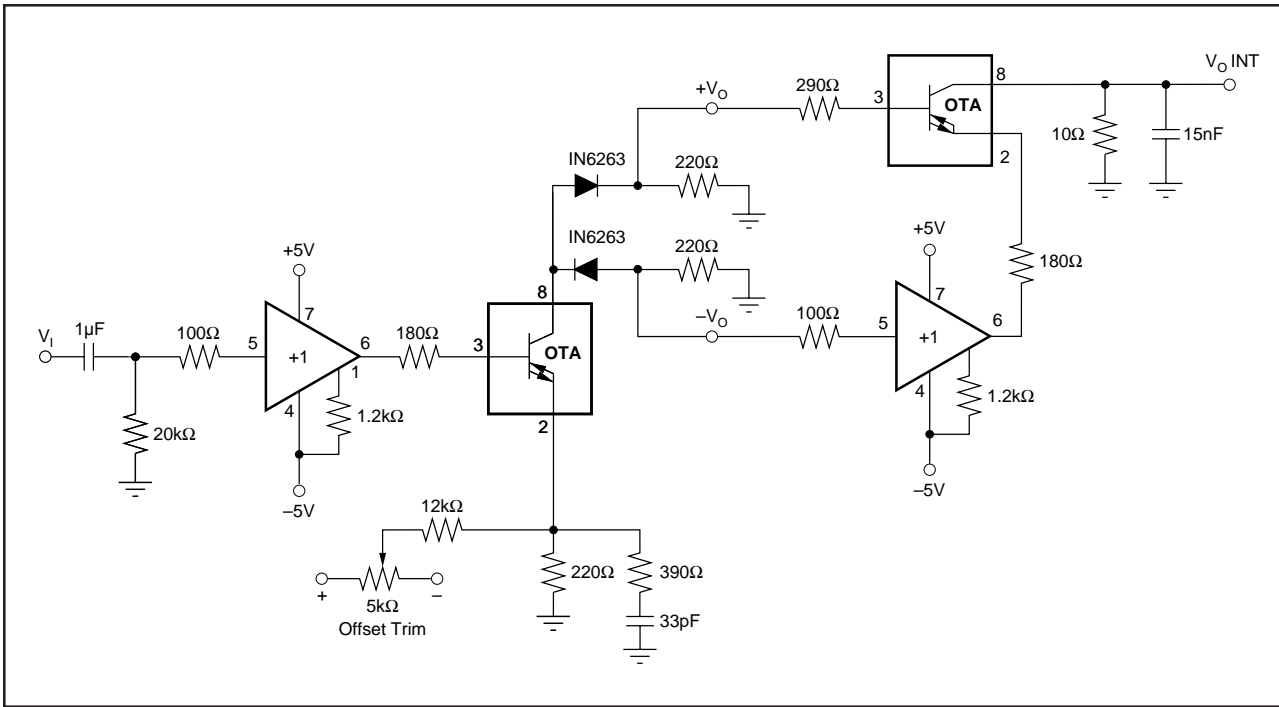 V_I
1µF
20kΩ
100Ω
5
+5V
7
+1
6
1
4
1.2kΩ
–5V
180Ω
3
8
OTA
2
12kΩ
+
5kΩ
–
Offset Trim
220Ω
390Ω
33pF
IN6263
220Ω
IN6263
220Ω
+V_O
290Ω
3
8
OTA
2
–V_O
100Ω
5
+5V
7
+1
6
4
1.2kΩ
–5V
180Ω
10Ω
15nF
V_O INT